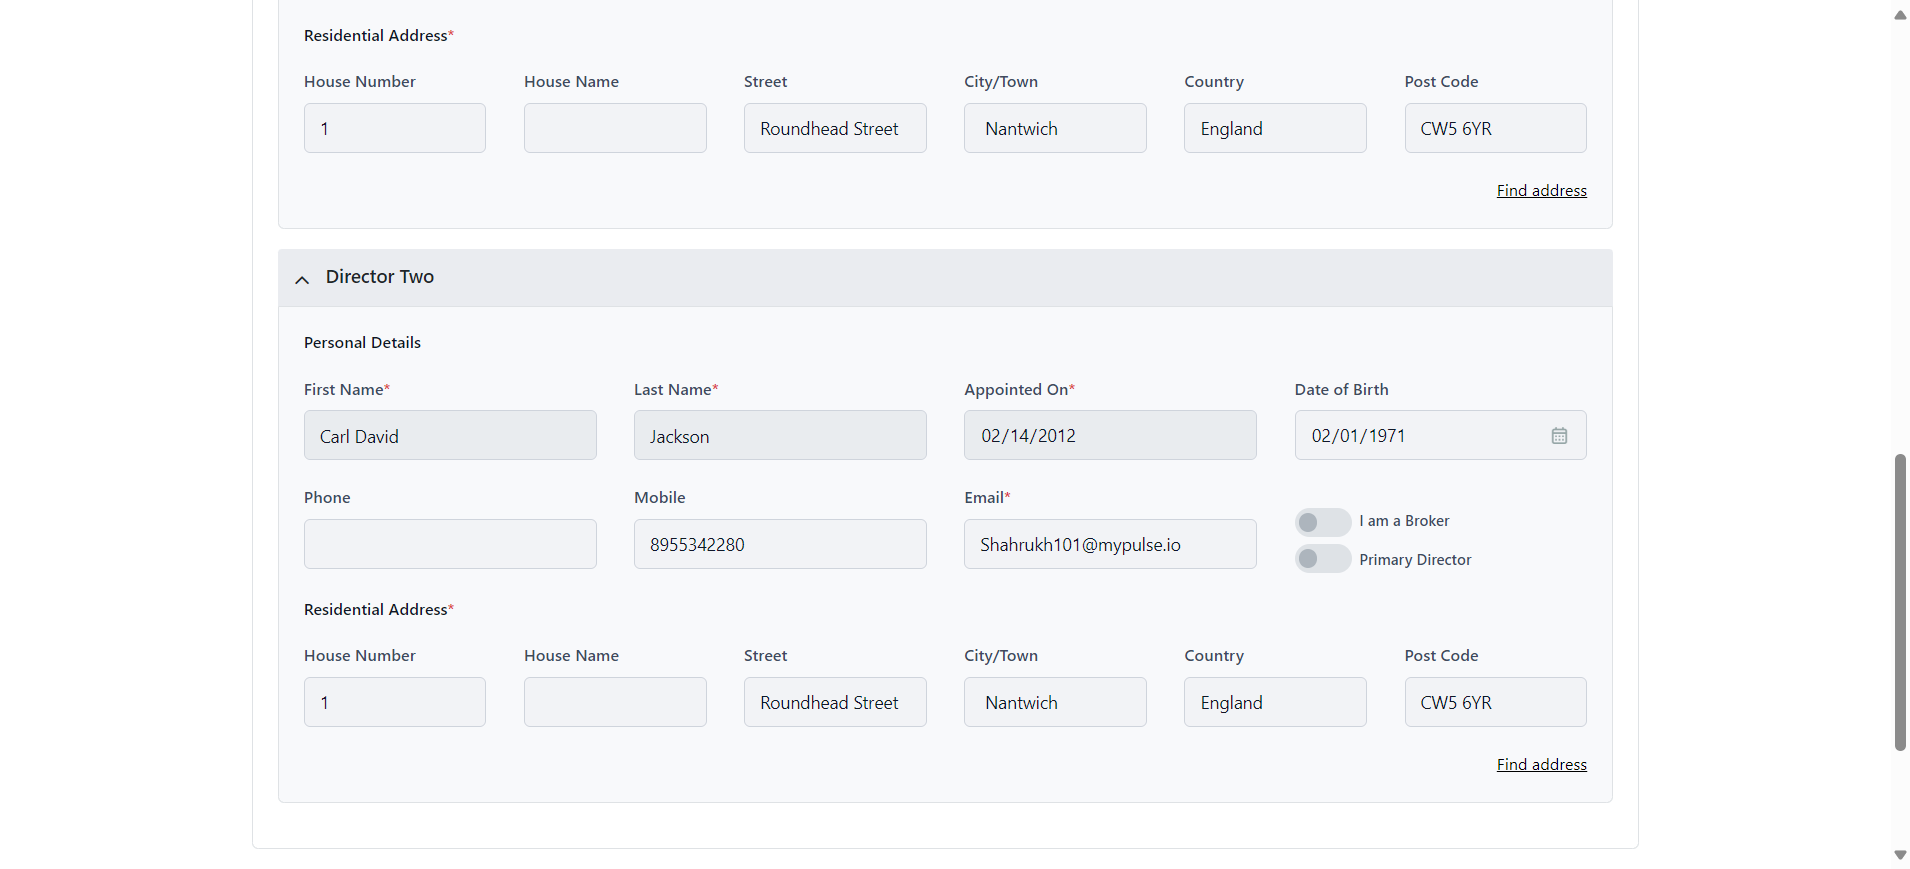 Residential Address*
House Number House Name Street City/Town Country Post Code
1 Roundhead Street Nantwich England CW5 6YR
Find address
Director Two
Personal Details
First Name* Last Name* Appointed On* Date of Birth
Carl David Jackson 02/14/2012 02/01/1971
Phone Mobile Email*
I am a Broker
8955342280 Shahrukh101@mypulse.io
Primary Director
Residential Address*
House Number House Name Street City/Town Country Post Code
1 Roundhead Street Nantwich England CW5 6YR
Find address